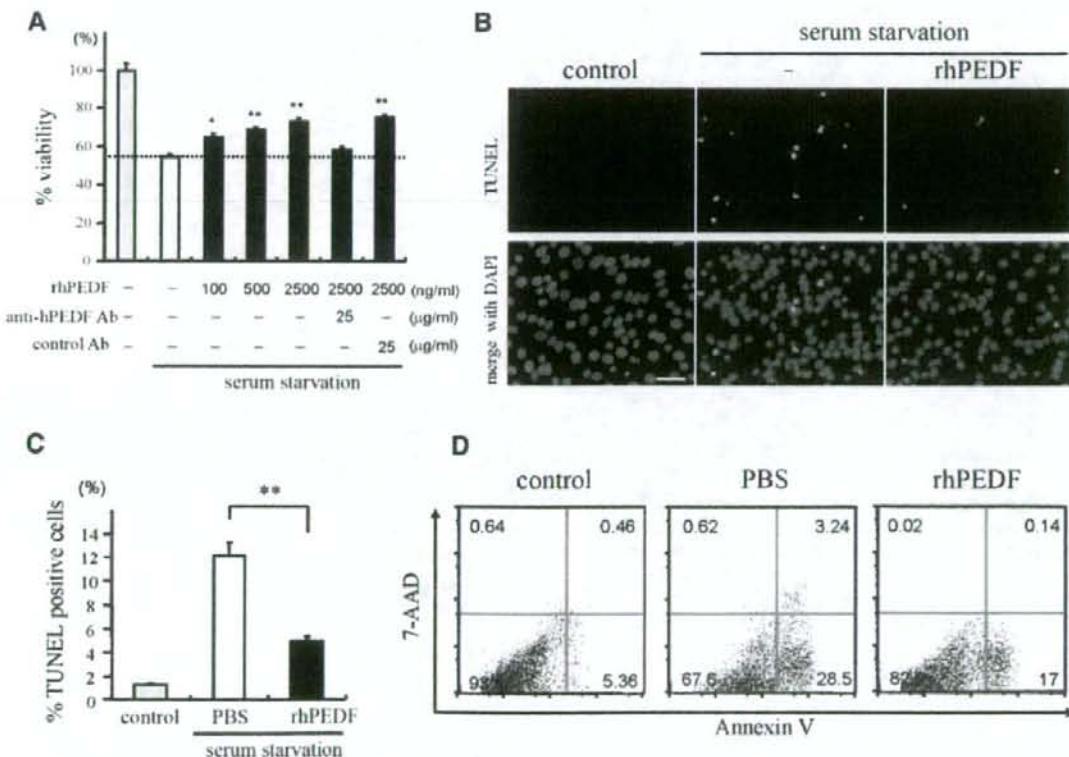 A
(%)
100
80
60
40
20
0
% viability
* ** ** **
rhPEDF – – 100 500 2500 2500 2500 (ng/ml)
anti-hPEDF Ab – – – – – 25 – (μg/ml)
control Ab – – – – – – 25 (μg/ml)
serum starvation
B
serum starvation
control – rhPEDF
TUNEL
merge with DAPI
C
(%)
**
14
12
10
8
6
4
2
0
% TUNEL positive cells
control PBS rhPEDF
serum starvation
D
control PBS rhPEDF
0.64 0.46 0.62 3.24 0.02 0.14
5.36 67.6 28.5 17
7-AAD
Annexin V